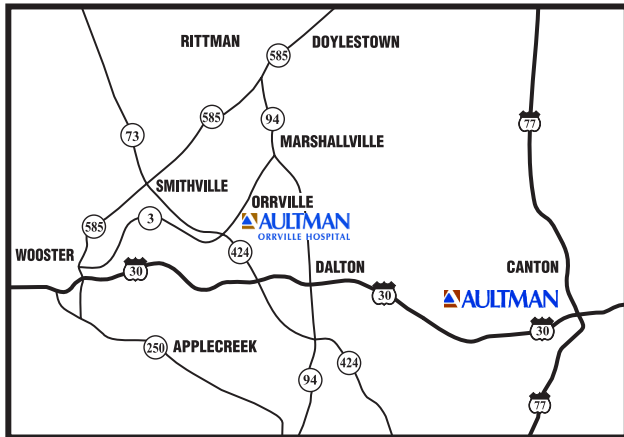 RITTMAN
DOYLESTOWN
585
77
94
585
73
MARSHALLVILLE
SMITHVILLE
ORRVILLE
AULTMAN
ORRVILLE HOSPITAL
3
585
424
WOOSTER
30
DALTON
CANTON
30
AULTMAN
30
250
APPLECREEK
424
94
77